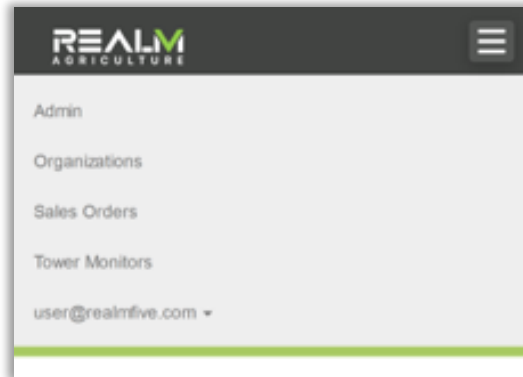 REALM
AGRICULTURE
Admin
Organizations
Sales Orders
Tower Monitors
user@realmfive.com